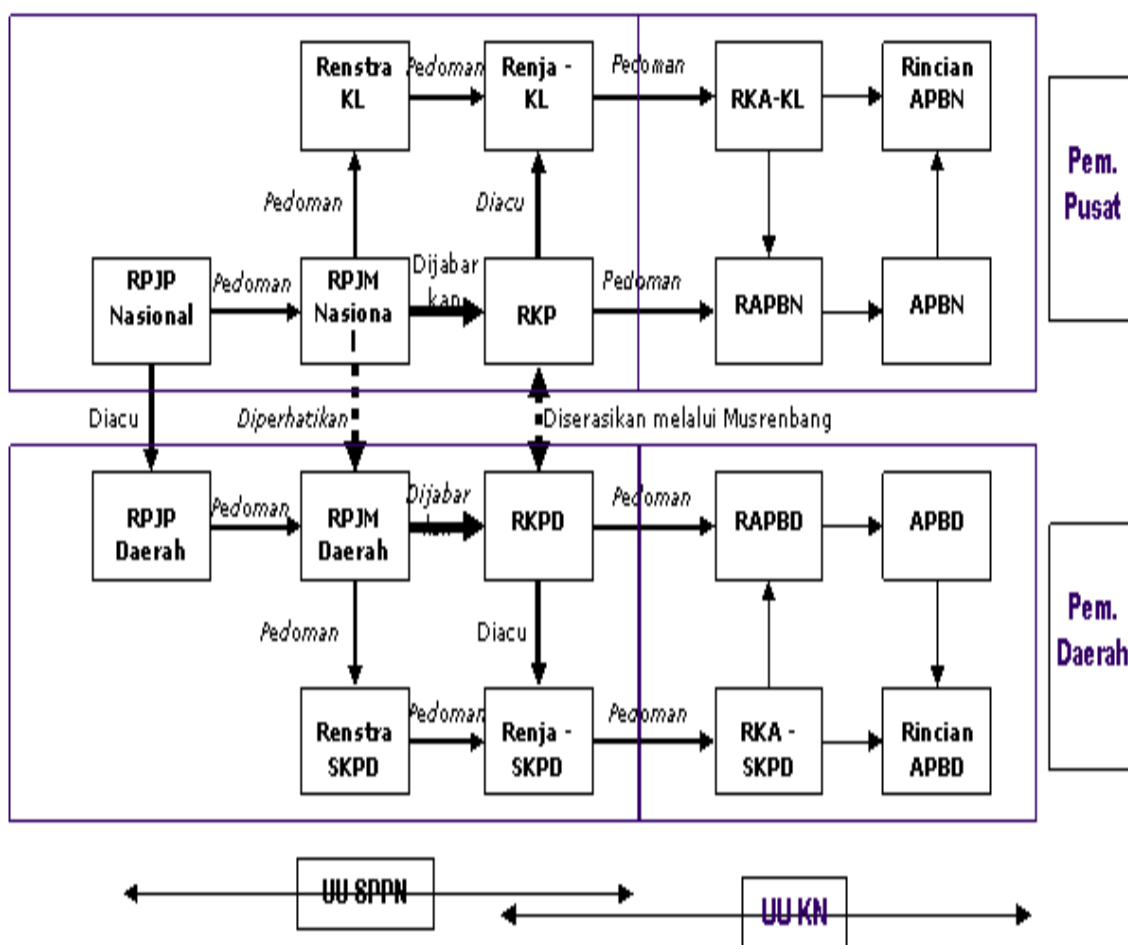 Renstra
KL
Pedoman
Renja -
KL
Pedoman
RKA-KL
Rincian
APBN
Pem.
Pusat
Pedoman
Diacu
RPJP
Nasional
Pedoman
RPJM
Nasiona
l
Dijabar
kan
RKP
Pedoman
RAPBN
APBN
Diacu
Diperhatikan
Diserasikan melalui Musrenbang
RPJP
Daerah
Pedoman
RPJM
Daerah
Dijabar
kan
RKPD
Pedoman
RAPBD
APBD
Pem.
Daerah
Pedoman
Diacu
Renstra
SKPD
Pedoman
Renja -
SKPD
Pedoman
RKA -
SKPD
Rincian
APBD
UU SPPN
UU KN